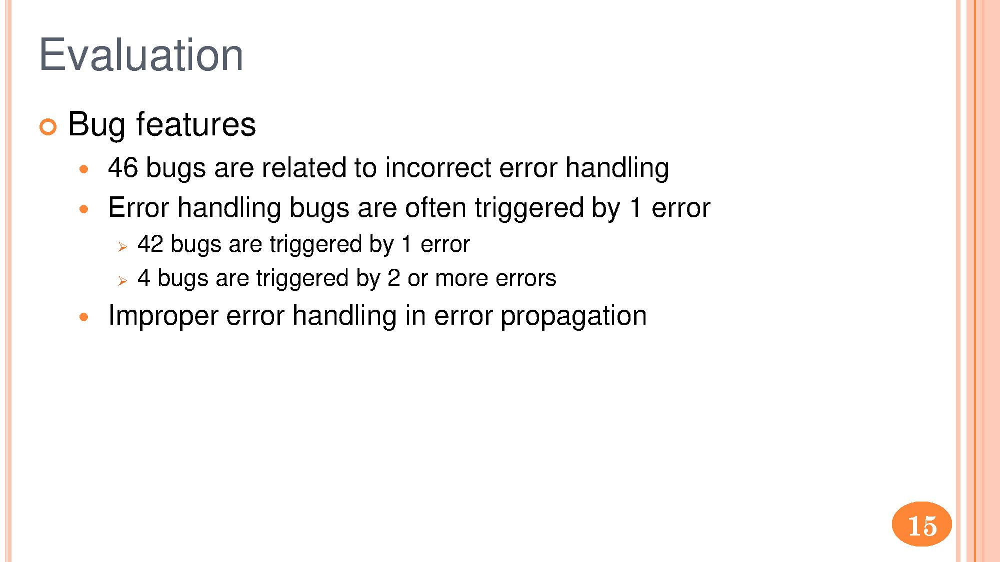 Evaluation
Bug features
46 bugs are related to incorrect error handling
Error handling bugs are often triggered by 1 error
42 bugs are triggered by 1 error
4 bugs are triggered by 2 or more errors
Improper error handling in error propagation
15